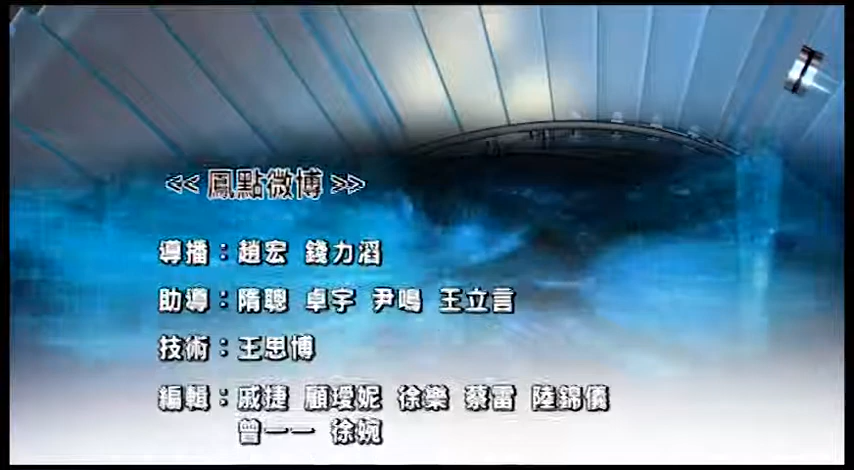 << 鳳點微博 >>
導播：趙宏 錢力滔
助導：隋聰 卓宇 尹鳴 王立言
技術：王思博
編輯：戚捷 顧璦妮 徐樂 蔡雷 陸錦儀
曾一一 徐婉